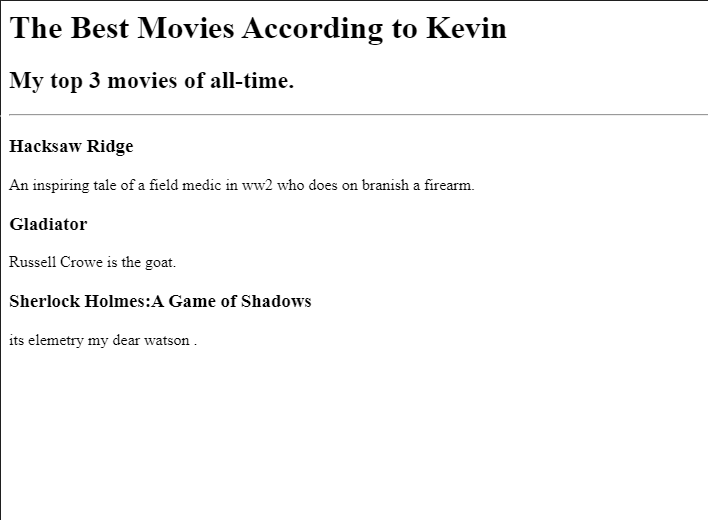 The Best Movies According to Kevin
My top 3 movies of all-time.
Hacksaw Ridge
An inspiring tale of a field medic in ww2 who does on branish a firearm.
Gladiator
Russell Crowe is the goat.
Sherlock Holmes:A Game of Shadows
its elemetry my dear watson .